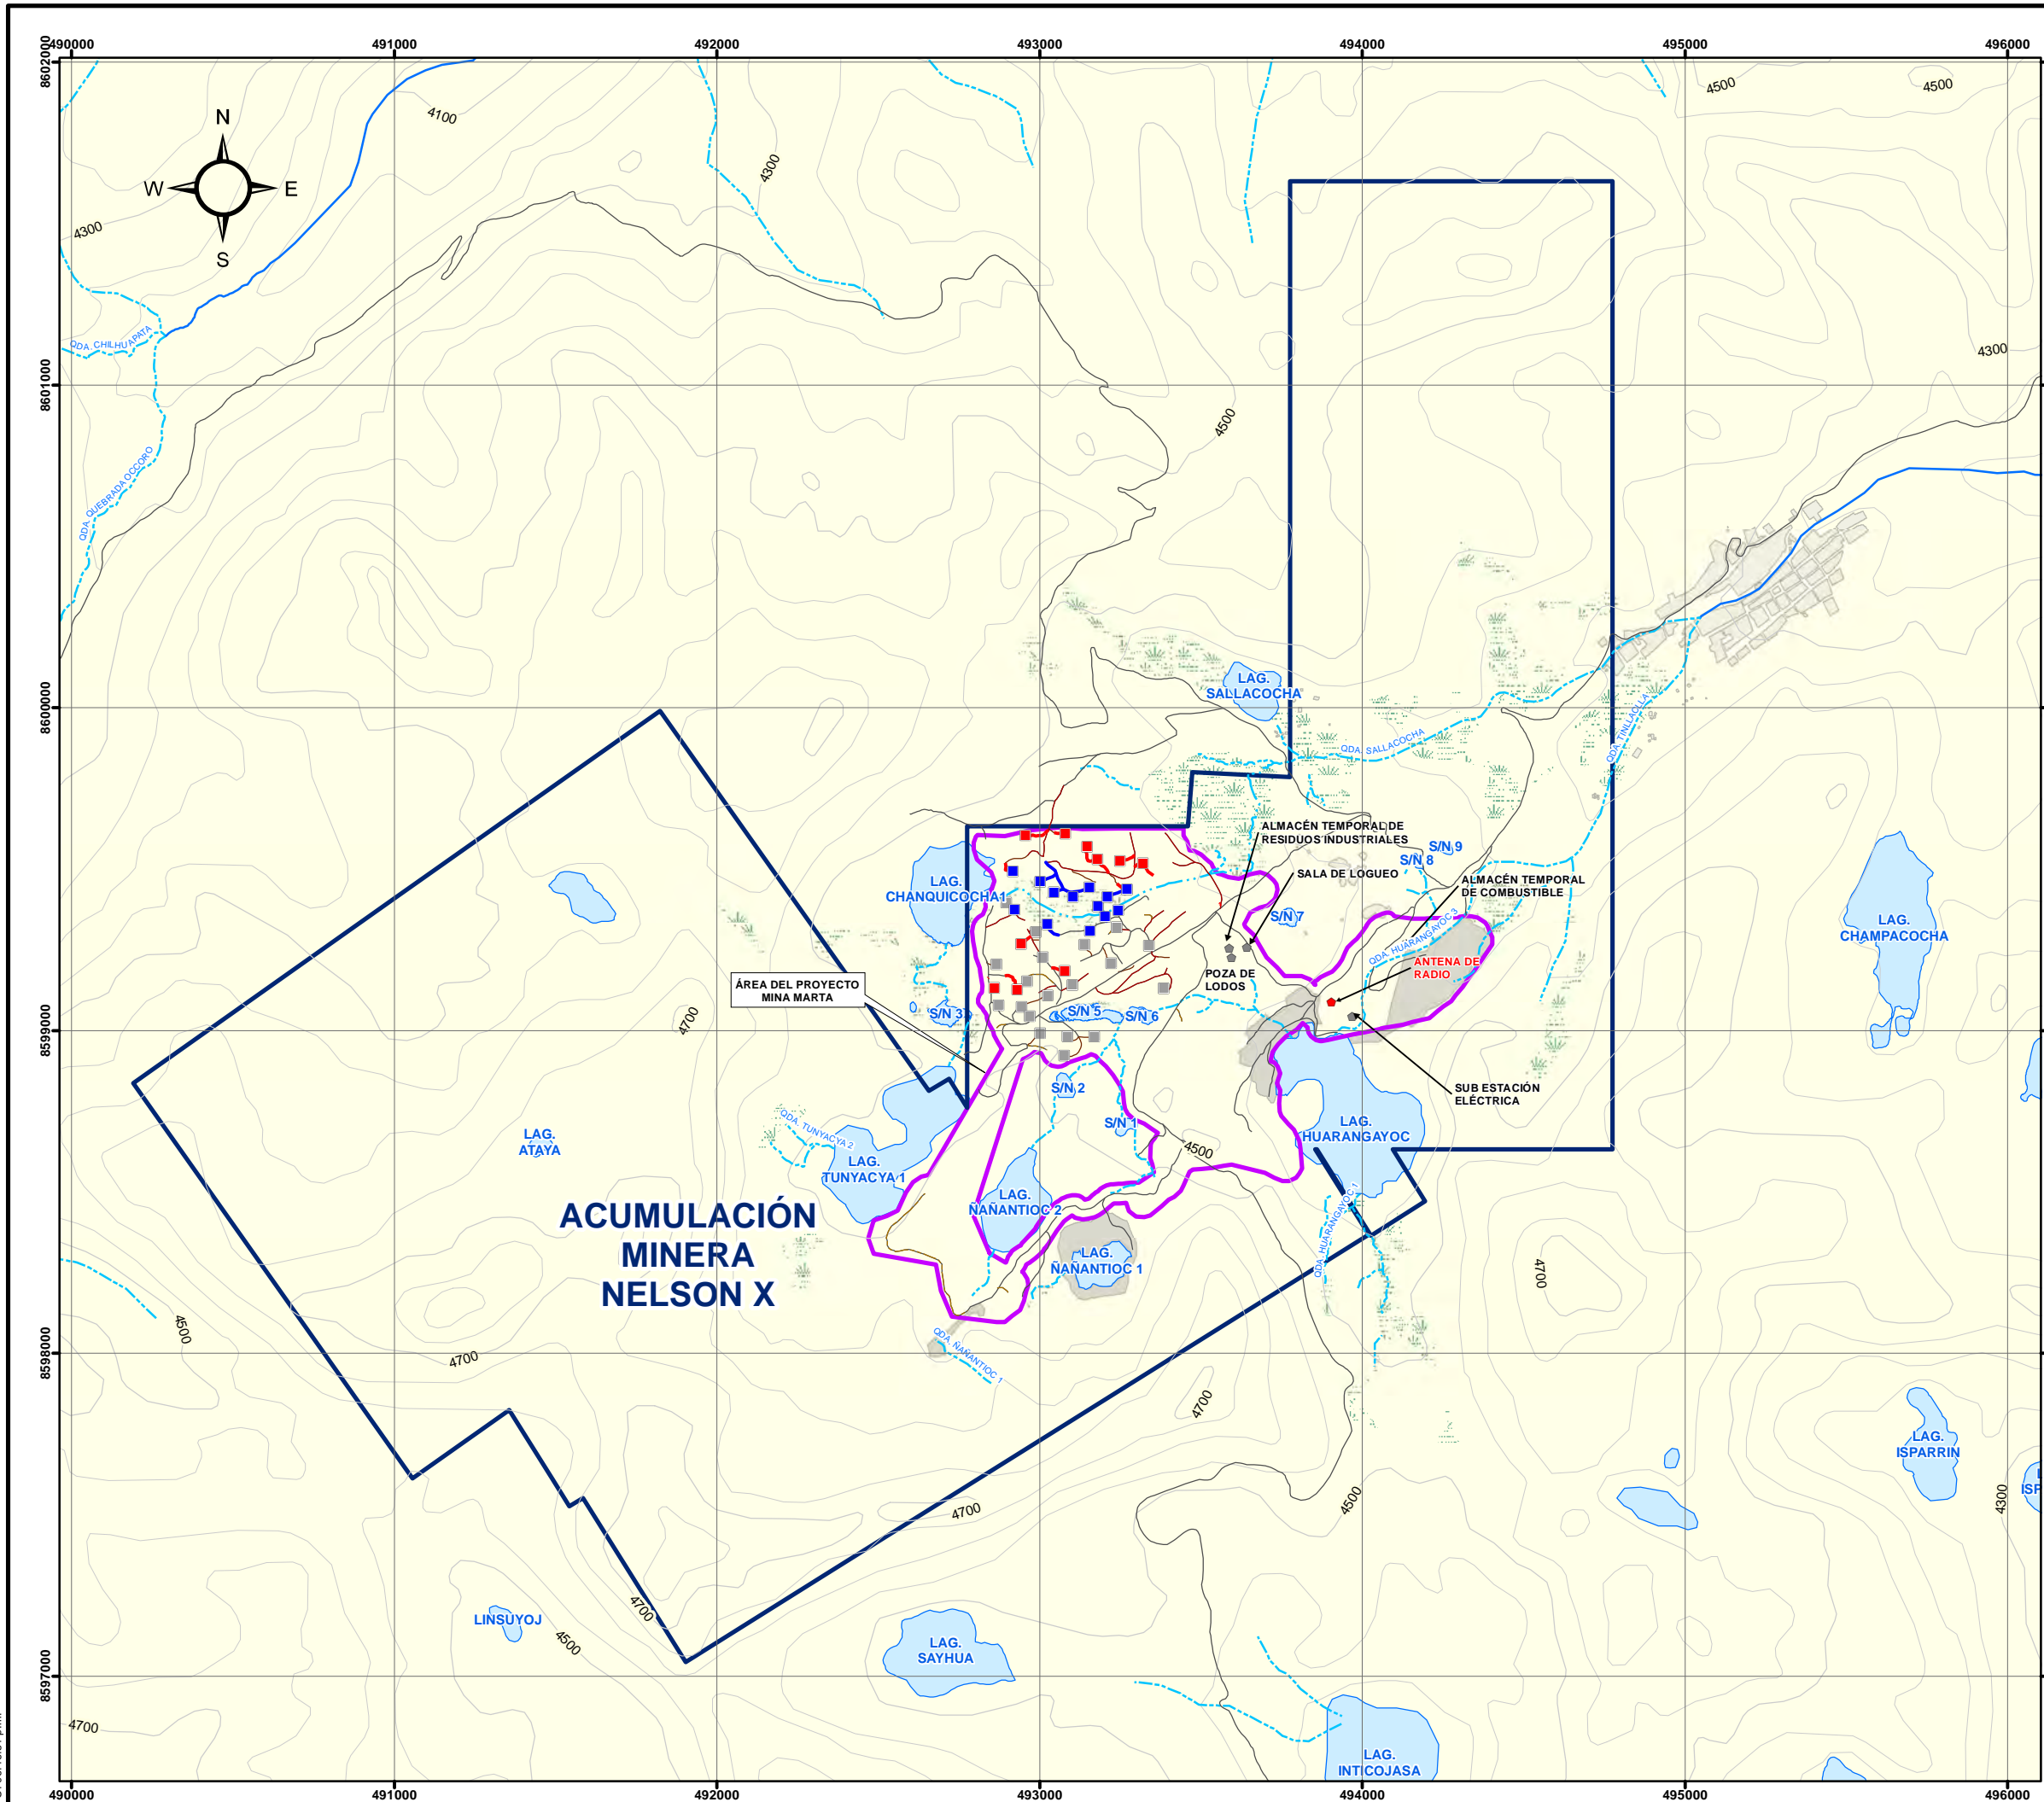 490000
491000
492000
493000
494000
495000
496000
8602000
8601000
8600000
8599000
8598000
8597000
N
W
E
S
4100
4300
4300
4500
4500
4300
4500
QDA. CHILHUAPATA
QDA. QUEBRADA OCCORO
LAG.
SALLACOCHA
QDA. SALLACOCHA
QDA. TINLLACLLA
ALMACÉN TEMPORAL DE
RESIDUOS INDUSTRIALES
SALA DE LOGUEO
S/N 9
S/N 8
ALMACÉN TEMPORAL
DE COMBUSTIBLE
LAG.
CHANQUICOCHA1
S/N 7
QDA. HUARANGAYOC 3
LAG.
CHAMPACOCHA
ANTENA DE
RADIO
POZA DE
LODOS
ÁREA DEL PROYECTO
MINA MARTA
4700
S/N 3
S/N 5
S/N 6
SUB ESTACIÓN
ELÉCTRICA
S/N 2
S/N 1
QDA. TUNYACYA 2
LAG.
ATAYA
LAG.
TUNYACYA 1
LAG.
HUARANGAYOC
4500
LAG.
ÑAÑANTIOC 2
QDA. HUARANGAYOC 1
LAG.
ÑAÑANTIOC 1
ACUMULACIÓN
MINERA
NELSON X
4700
4500
4700
QDA. ÑAÑANTIOC 1
4700
LAG.
ISPARRIN
4700
4500
4300
LINSUYOJ
4700
4500
LAG.
SAYHUA
4700
LAG.
INTICOJASA
490000
491000
492000
493000
494000
495000
496000